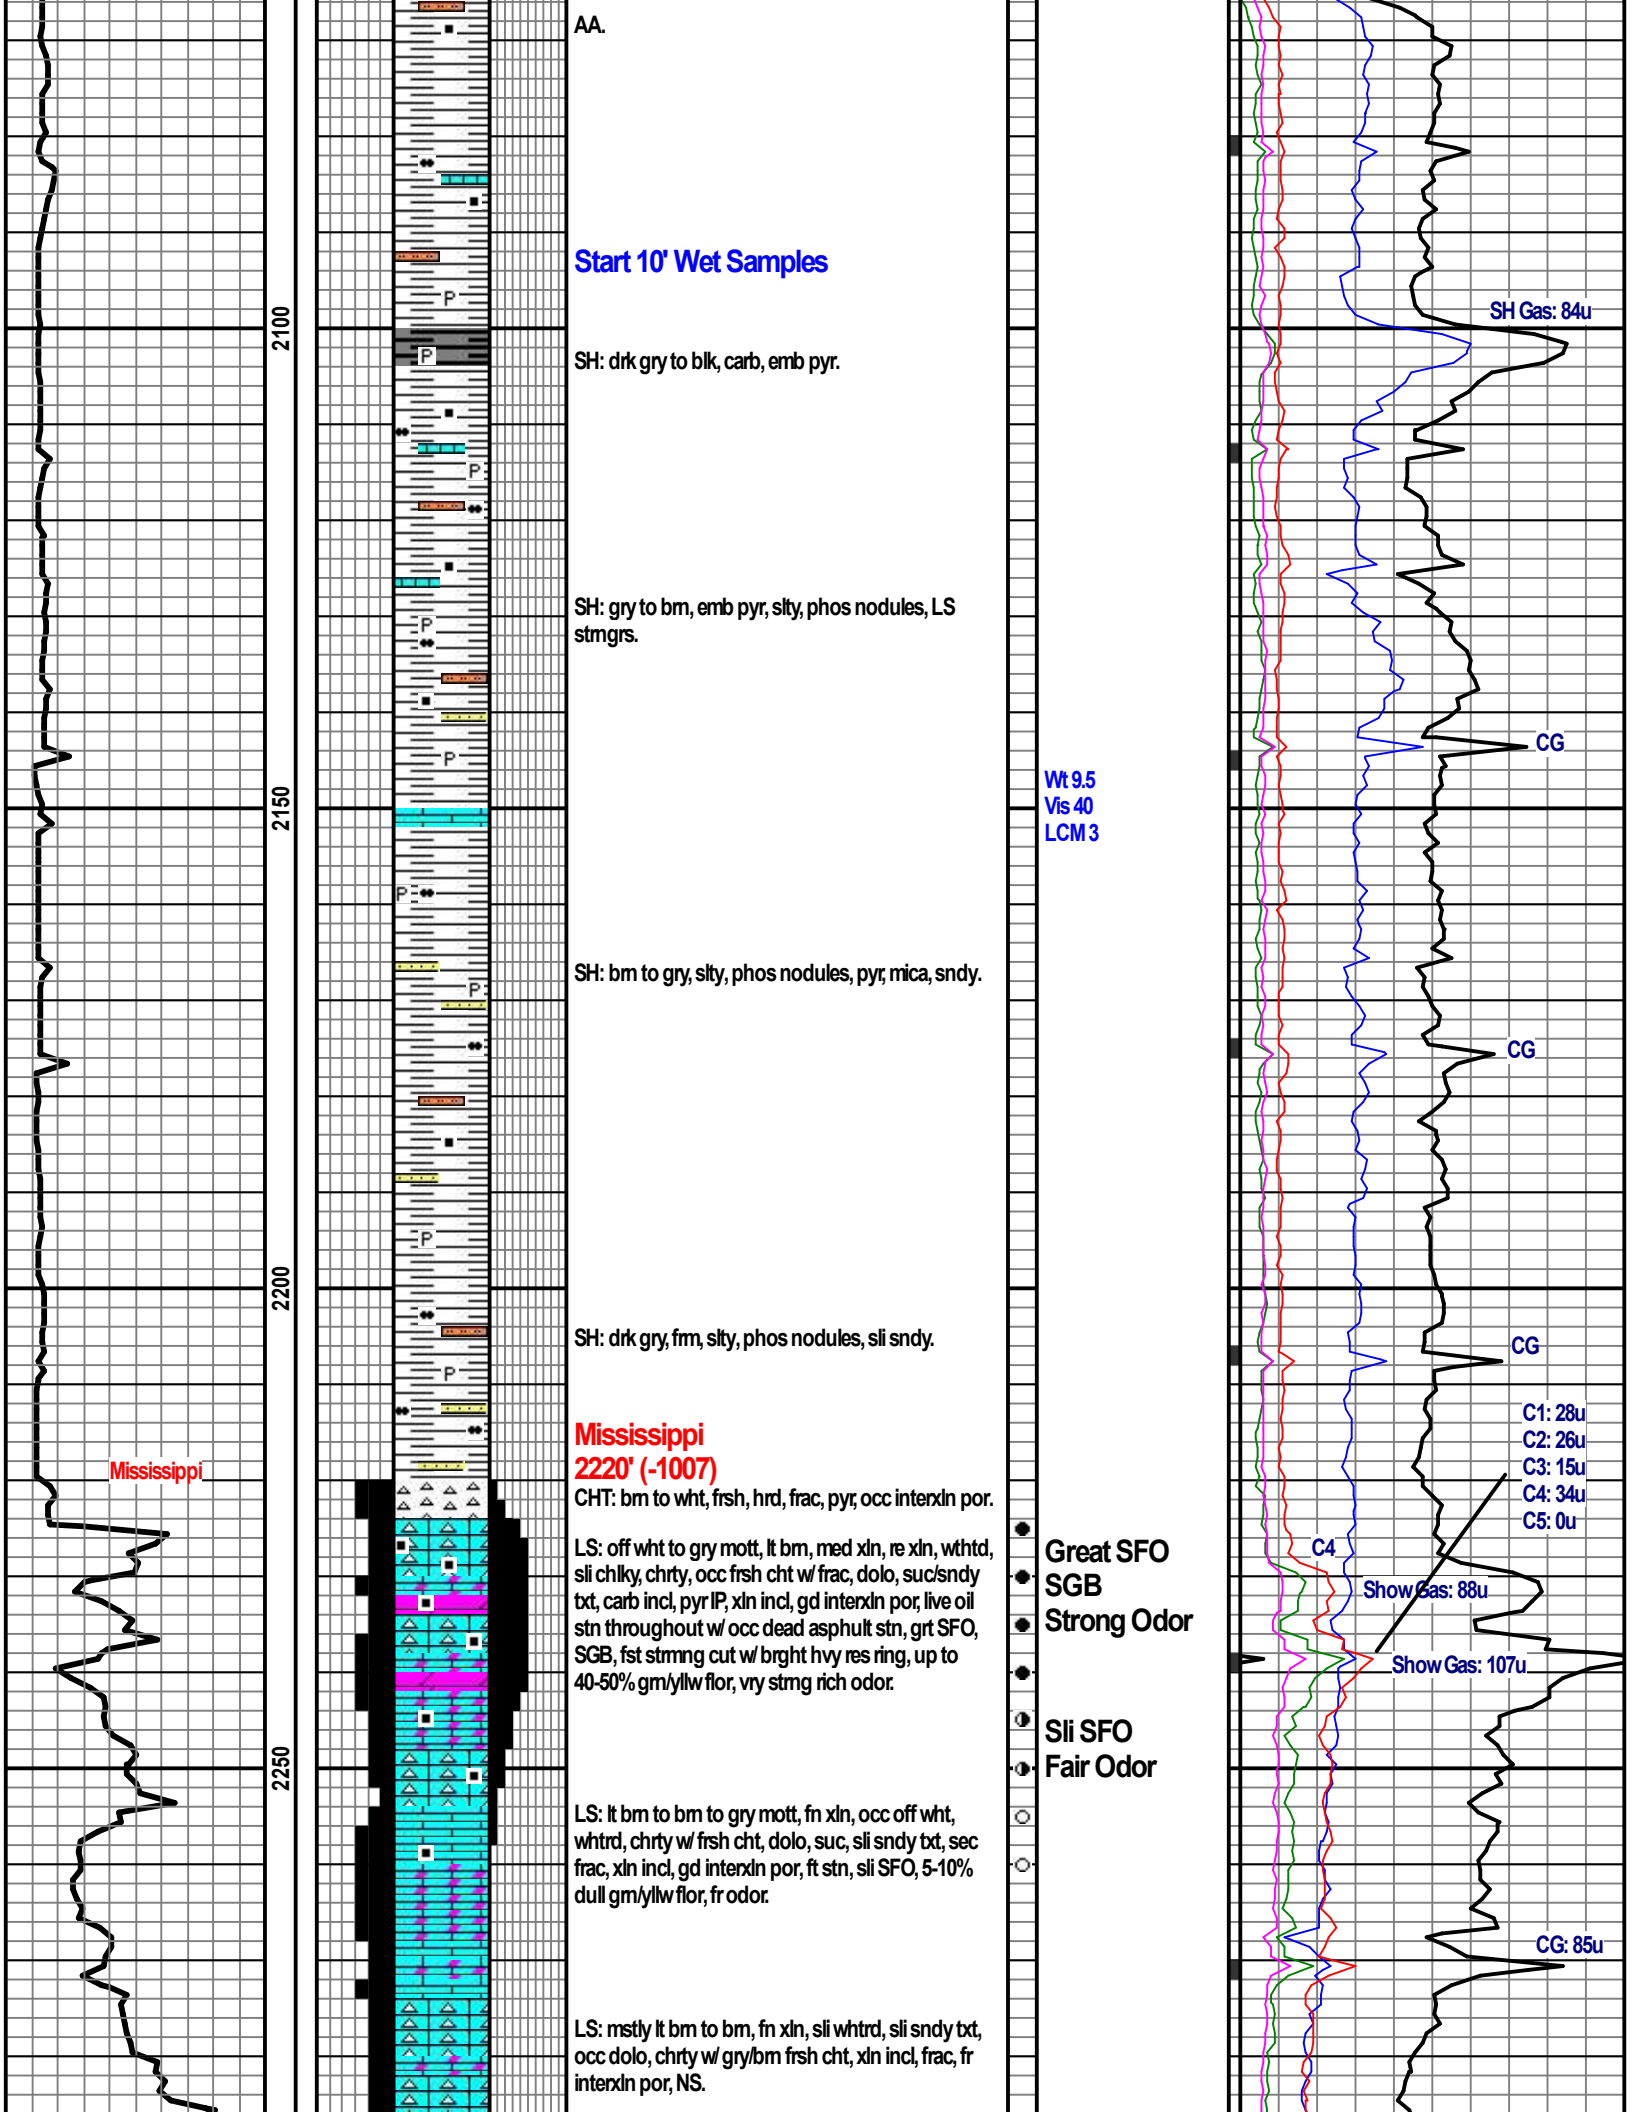 AA.
Start 10' Wet Samples
SH Gas: 84u
2100
P
P
SH: drk gry to blk, carb, emb pyr.
P
SH: gry to brn, emb pyr, slty, phos nodules, LS
strngrs.
P
P
CG
2150
Wt 9.5
Vis 40
LCM 3
P
SH: brn to gry, slty, phos nodules, pyr, mica, sndy.
P
CG
P
2200
SH: drk gry, frm, slty, phos nodules, sli sndy.
CG
P
Mississippi
2220' (-1007)
Mississippi
CHT: brn to wht, frsh, hrd, frac, pyr, occ interxln por.
C1: 28u
C2: 26u
C3: 15u
C4: 34u
C5: 0u
LS: off wht to gry mott, lt brn, med xln, re xln, wthtd,
sli chlky, chrty, occ frsh cht w/ frac, dolo, suc/sndy
txt, carb incl, pyr IP, xln incl, gd interxln por, live oil
stn throughout w/ occ dead asphult stn, grt SFO,
SGB, fst strmng cut w/ brght hvy res ring, up to
40-50% grn/yllw flor, vry strng rich odor.
Great SFO
SGB
Strong Odor
C4
Show Gas: 88u
Show Gas: 107u
Sli SFO
Fair Odor
2250
LS: lt brn to brn to gry mott, fn xln, occ off wht,
whtrd, chrty w/ frsh cht, dolo, suc, sli sndy txt, sec
frac, xln incl, gd interxln por, ft stn, sli SFO, 5-10%
dull grn/yllw flor, fr odor.
CG: 85u
LS: mstly lt brn to brn, fn xln, sli whtrd, sli sndy txt,
occ dolo, chrty w/ gry/brn frsh cht, xln incl, frac, fr
interxln por, NS.